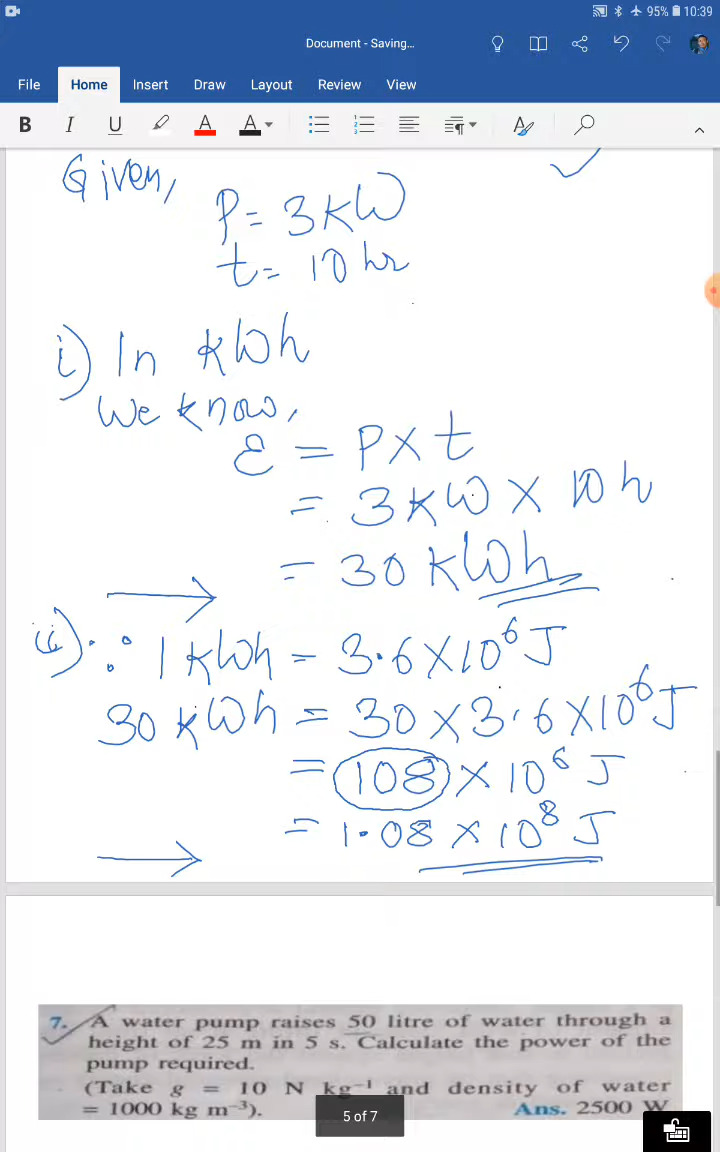 95% 10:39
Document - Saving...
File Home Insert Draw Layout Review View
B I U A A
Given,
P = 3kW
t = 10 hr
i) In kWh
We know,
E = P × t
= 3kW × 10 h
= 30 kWh
ii) ∵ 1 kWh = 3.6×10⁶ J
30 kWh = 30 × 3.6 × 10⁶ J
= 108 × 10⁶ J
= 1.08 × 10⁸ J
7. A water pump raises 50 litre of water through a
height of 25 m in 5 s. Calculate the power of the
pump required.
(Take g = 10 N kg⁻¹ and density of water
= 1000 kg m⁻³). Ans. 2500 W
5 of 7